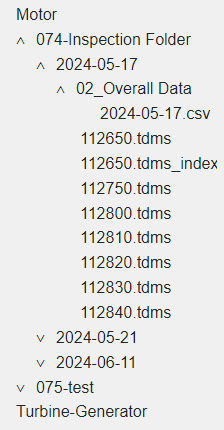 Motor
074-Inspection Folder
2024-05-17
02_Overall Data
2024-05-17.csv
112650.tdms
112650.tdms_index
112750.tdms
112800.tdms
112810.tdms
112820.tdms
112830.tdms
112840.tdms
2024-05-21
2024-06-11
075-test
Turbine-Generator